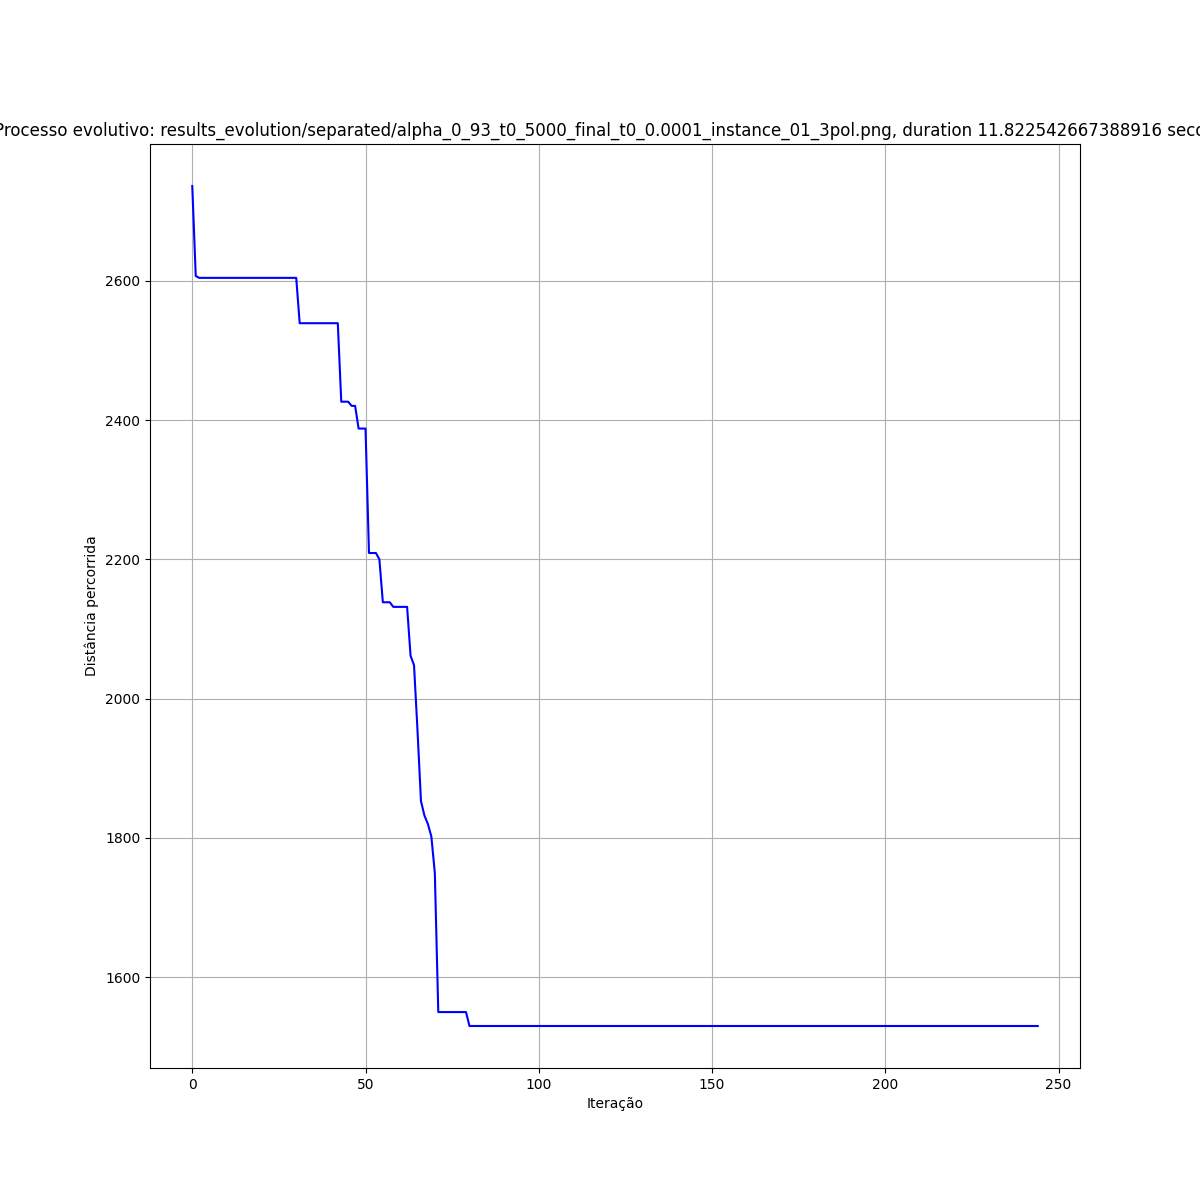 Processo evolutivo: results_evolution/separated/alpha_0_93_t0_5000_final_t0_0.0001_instance_01_3pol.png, duration 11.822542667388916 seco
2600
2400
2200
2000
1800
1600
Distância percorrida
0 50 100 150 200 250
Iteração